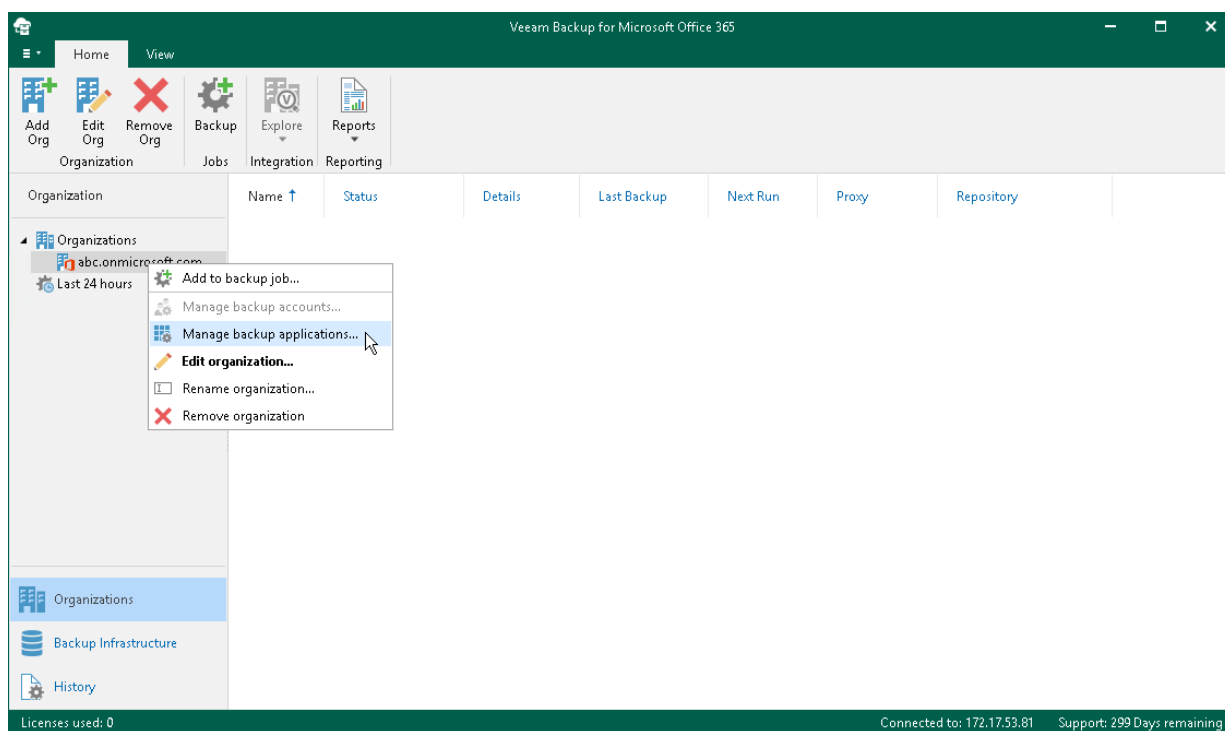 Veeam Backup for Microsoft Office 365
Home View
Add Org
Edit Org
Remove Org
Backup
Explore
Reports
Organization Jobs Integration Reporting
Organization
Name Status Details Last Backup Next Run Proxy Repository
Organizations
abc.onmicrosoft.com
Last 24 hours
Add to backup job...
Manage backup accounts...
Manage backup applications...
Edit organization...
Rename organization...
Remove organization
Organizations
Backup Infrastructure
History
Licenses used: 0 Connected to: 172.17.53.81 Support: 299 Days remaining